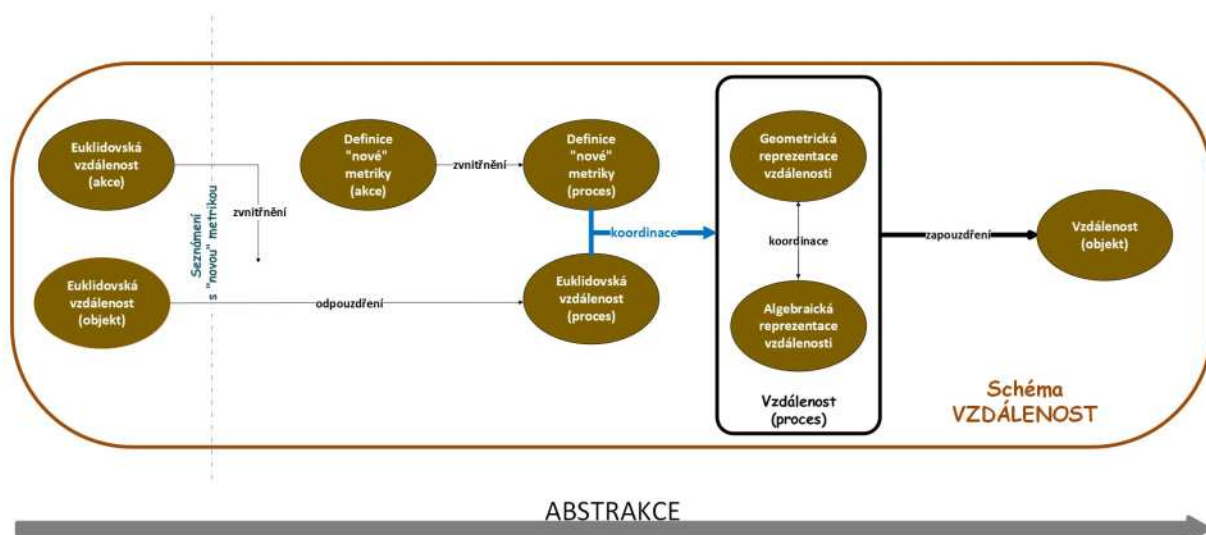 Euklidovská
vzdálenost
(akce)
Seznámení
s "novou" metrikou
zvnitřnění
Definice
"nové"
metriky
(akce)
zvnitřnění
Definice
"nové"
metriky
(proces)
koordinace
Euklidovská
vzdálenost
(objekt)
odpouzdření
Euklidovská
vzdálenost
(proces)
Geometrická
reprezentace
vzdálenosti
koordinace
Algebraická
reprezentace
vzdálenosti
Vzdálenost
(proces)
zapouzdření
Vzdálenost
(objekt)
Schéma
VZDÁLENOST
ABSTRAKCE